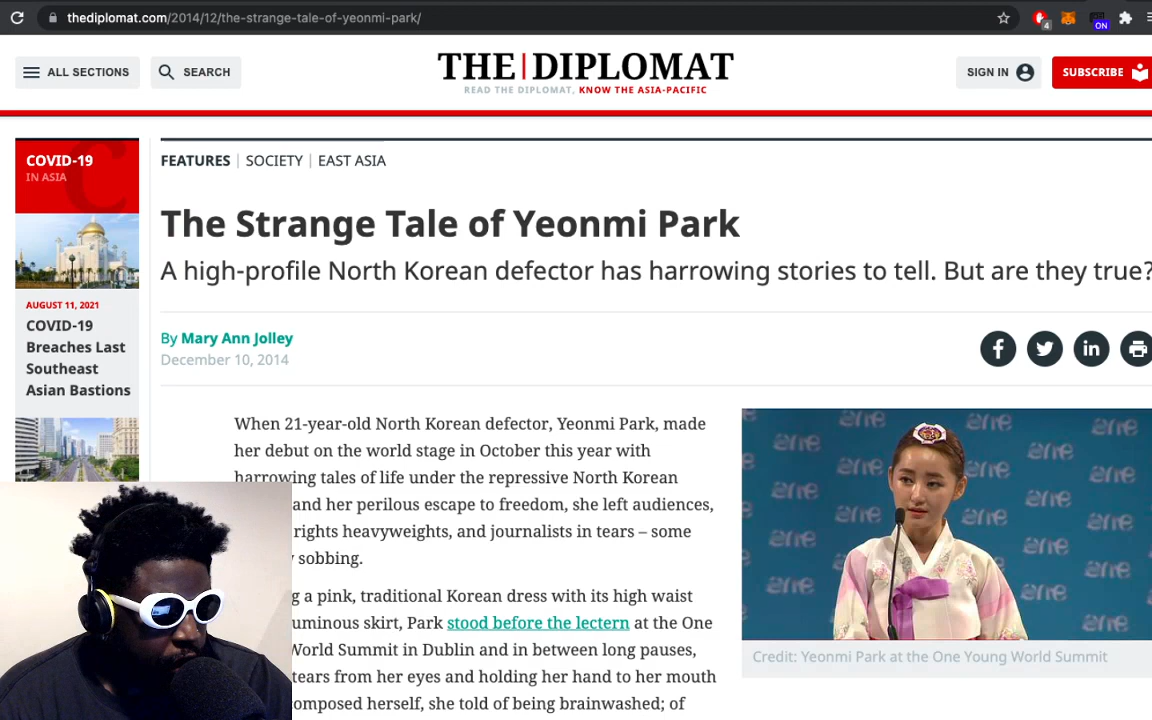 thediplomat.com/2014/12/the-strange-tale-of-yeonmi-park/
4
ON
ALL SECTIONS
SEARCH
THE|DIPLOMAT
READ THE DIPLOMAT, KNOW THE ASIA-PACIFIC
SIGN IN
SUBSCRIBE
COVID-19
IN ASIA
AUGUST 11, 2021
COVID-19
Breaches Last
Southeast
Asian Bastions
FEATURES | SOCIETY | EAST ASIA
The Strange Tale of Yeonmi Park
A high-profile North Korean defector has harrowing stories to tell. But are they true?
By Mary Ann Jolley
December 10, 2014
When 21-year-old North Korean defector, Yeonmi Park, made
her debut on the world stage in October this year with
harrowing tales of life under the repressive North Korean
and her perilous escape to freedom, she left audiences,
rights heavyweights, and journalists in tears – some
sobbing.
g a pink, traditional Korean dress with its high waist
uminous skirt, Park stood before the lectern at the One
World Summit in Dublin and in between long pauses,
tears from her eyes and holding her hand to her mouth
omposed herself, she told of being brainwashed; of
Credit: Yeonmi Park at the One Young World Summit